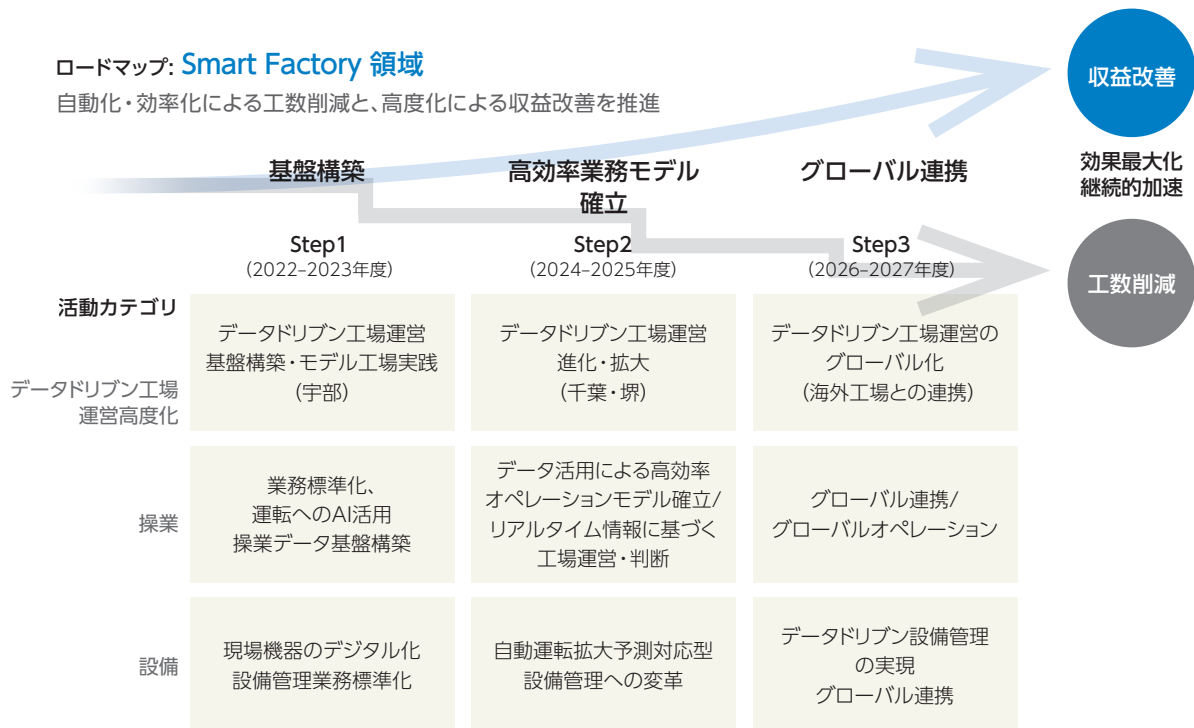 ロードマップ: Smart Factory 領域
自動化・効率化による工数削減と、高度化による収益改善を推進
収益改善
効果最大化
継続的加速
工数削減
基盤構築
高効率業務モデル
確立
グローバル連携
Step1
(2022–2023年度)
Step2
(2024–2025年度)
Step3
(2026–2027年度)
活動カテゴリ
データドリブン工場
運営高度化
データドリブン工場運営
基盤構築・モデル工場実践
(宇部)
データドリブン工場運営
進化・拡大
(千葉・堺)
データドリブン工場運営の
グローバル化
(海外工場との連携)
操業
業務標準化、
運転へのAI活用
操業データ基盤構築
データ活用による高効率
オペレーションモデル確立/
リアルタイム情報に基づく
工場運営・判断
グローバル連携/
グローバルオペレーション
設備
現場機器のデジタル化
設備管理業務標準化
自動運転拡大予測対応型
設備管理への変革
データドリブン設備管理
の実現
グローバル連携